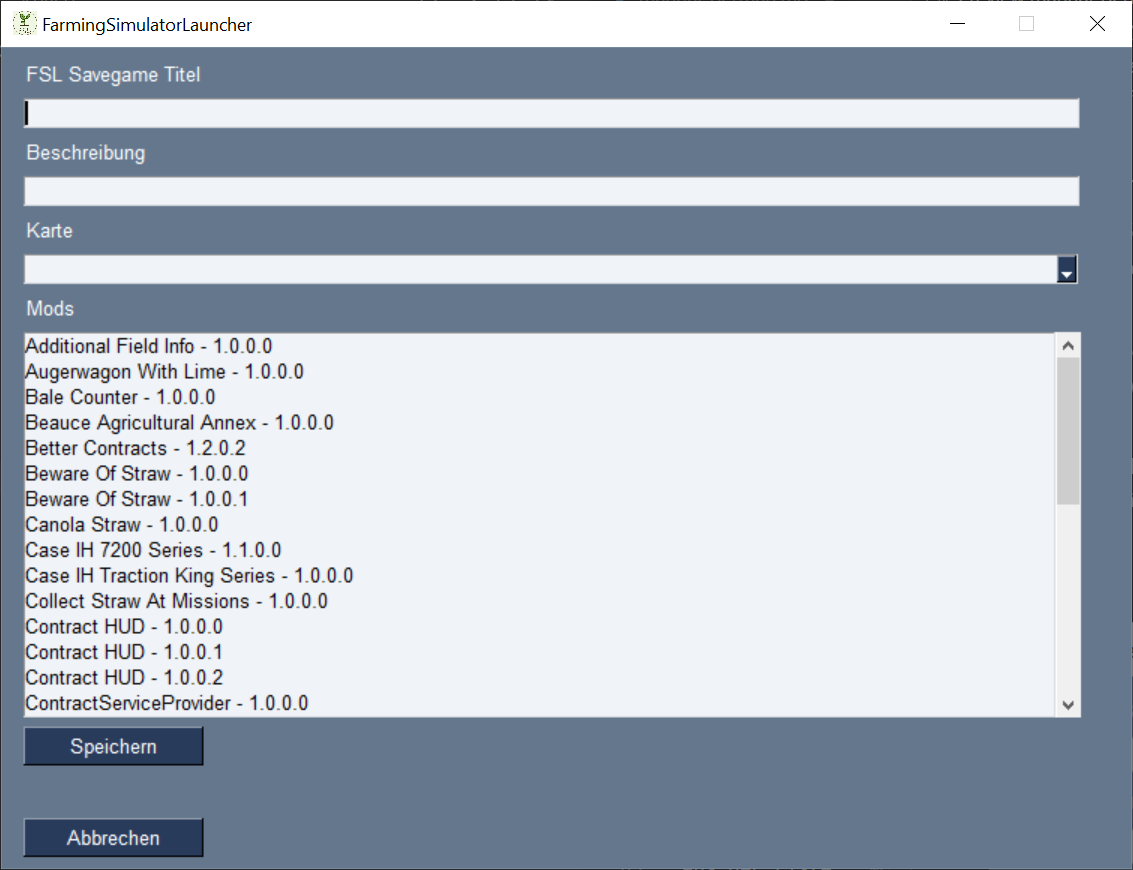 FarmingSimulatorLauncher
FSL Savegame Titel
Beschreibung
Karte
Mods
Additional Field Info - 1.0.0.0
Augerwagon With Lime - 1.0.0.0
Bale Counter - 1.0.0.0
Beauce Agricultural Annex - 1.0.0.0
Better Contracts - 1.2.0.2
Beware Of Straw - 1.0.0.0
Beware Of Straw - 1.0.0.1
Canola Straw - 1.0.0.0
Case IH 7200 Series - 1.1.0.0
Case IH Traction King Series - 1.0.0.0
Collect Straw At Missions - 1.0.0.0
Contract HUD - 1.0.0.0
Contract HUD - 1.0.0.1
Contract HUD - 1.0.0.2
ContractServiceProvider - 1.0.0.0
Speichern
Abbrechen